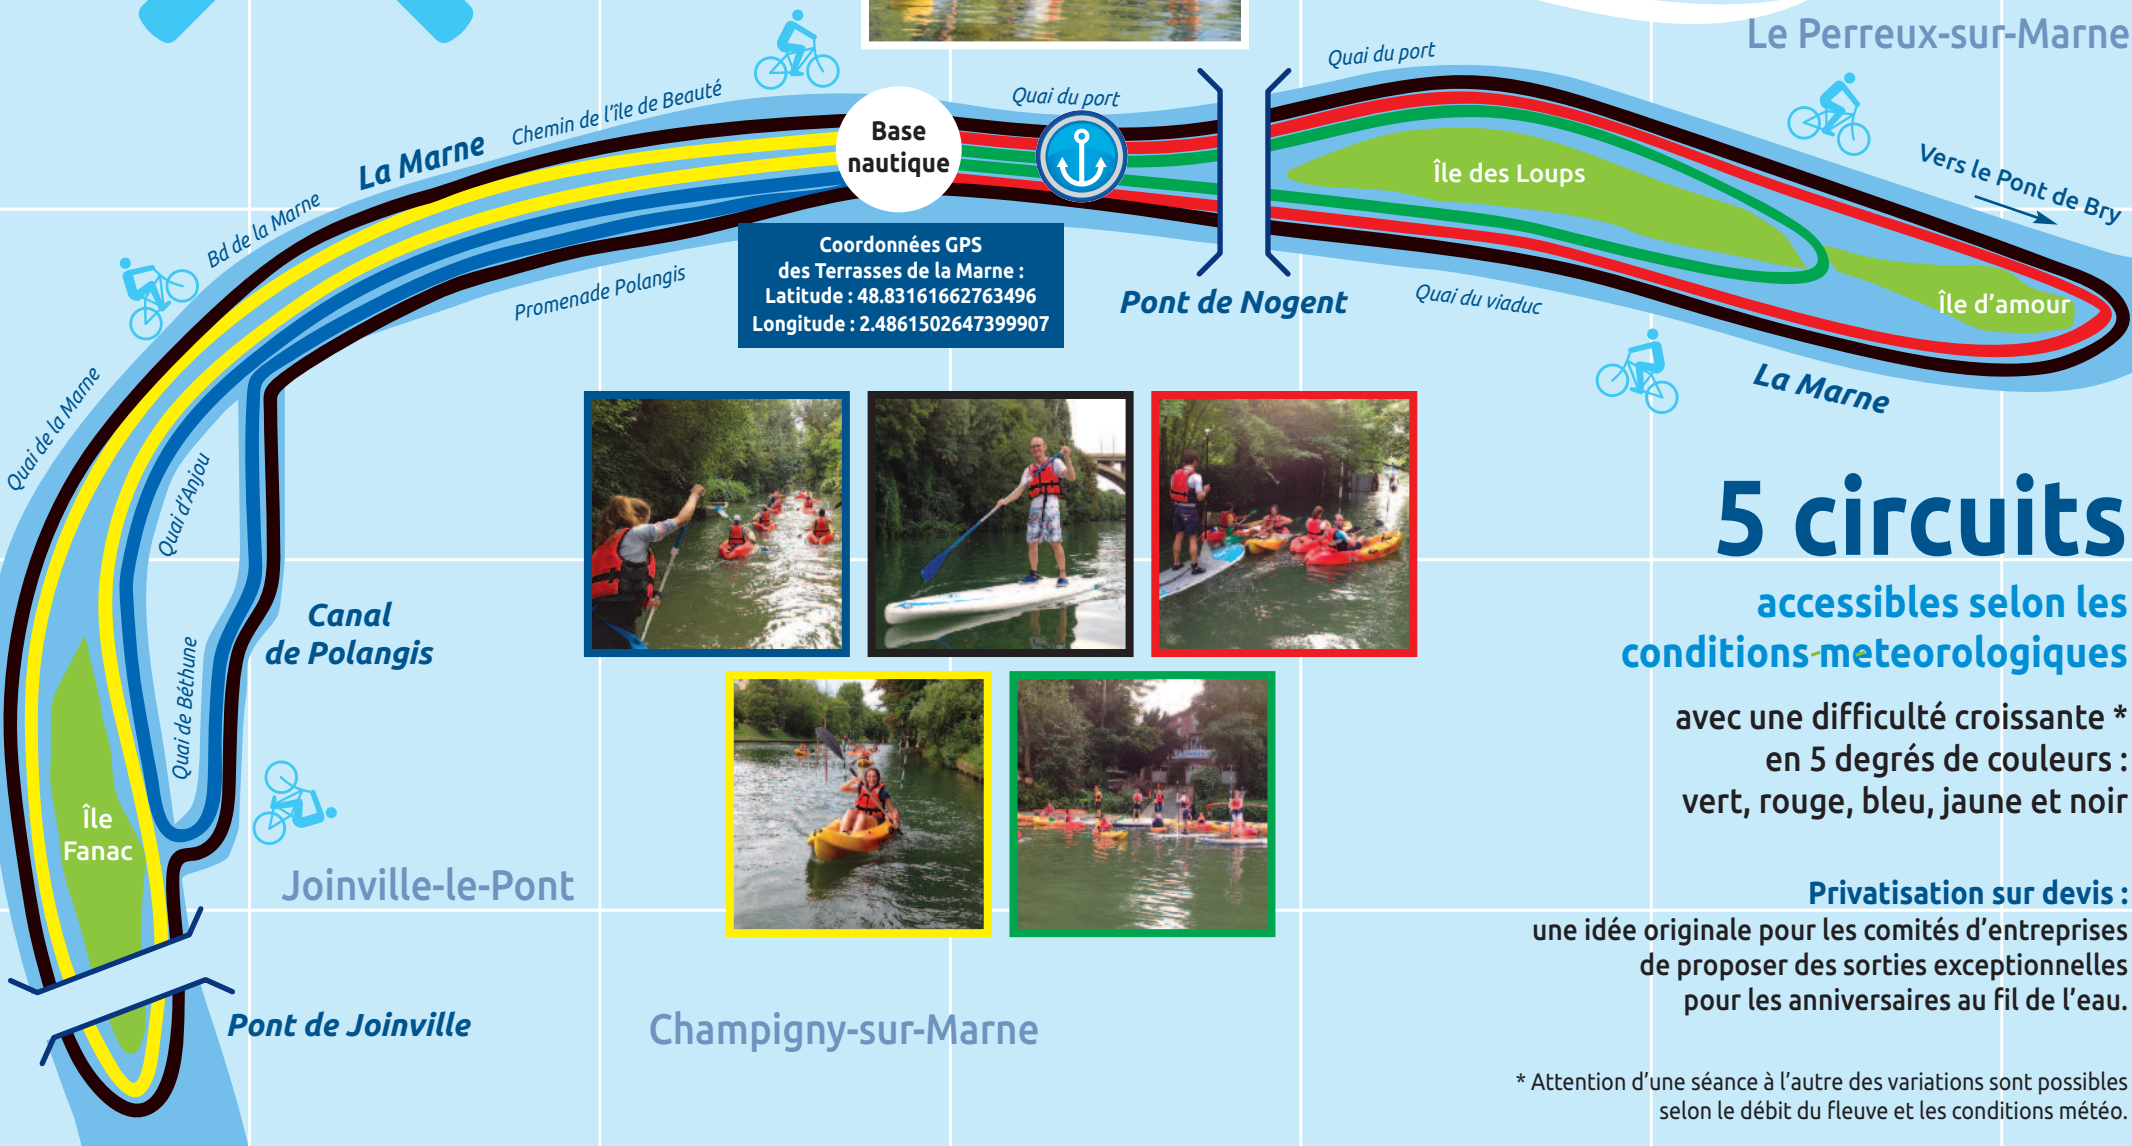 Le Perreux-sur-Marne
Quai du port
Quai du port
Chemin de l'île de Beauté
La Marne
Bd de la Marne
Base
nautique
Île des Loups
Vers le Pont de Bry
Île d'amour
Coordonnées GPS
des Terrasses de la Marne :
Latitude : 48.83161662763496
Longitude : 2.4861502647399907
Promenade Polangis
Pont de Nogent
Quai du viaduc
La Marne
Quai de la Marne
Quai d'Anjou
Canal
de Polangis
Quai de Béthune
Île
Fanac
Joinville-le-Pont
Pont de Joinville
Champigny-sur-Marne
5 circuits
accessibles selon les
conditions meteorologiques
avec une difficulté croissante *
en 5 degrés de couleurs :
vert, rouge, bleu, jaune et noir
Privatisation sur devis :
une idée originale pour les comités d'entreprises
de proposer des sorties exceptionnelles
pour les anniversaires au fil de l'eau.
* Attention d'une séance à l'autre des variations sont possibles
selon le débit du fleuve et les conditions météo.